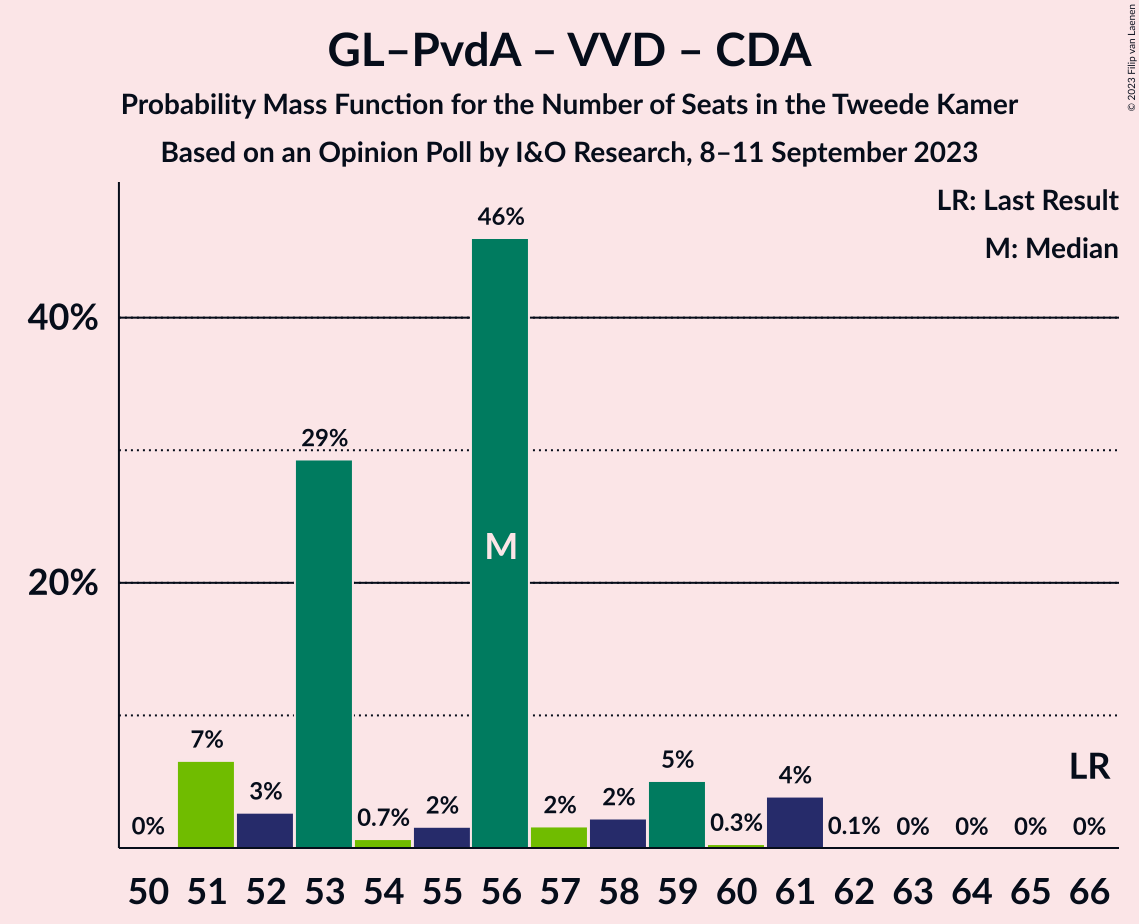 GL–PvdA – VVD – CDA
Probability Mass Function for the Number of Seats in the Tweede Kamer
Based on an Opinion Poll by I&O Research, 8–11 September 2023
© 2023 Filip van Laenen
LR: Last Result
M: Median
40%
20%
0%
7%
3%
29%
0.7%
2%
46%
M
2%
2%
5%
0.3%
4%
0.1%
0%
0%
0%
0%
LR
50 51 52 53 54 55 56 57 58 59 60 61 62 63 64 65 66